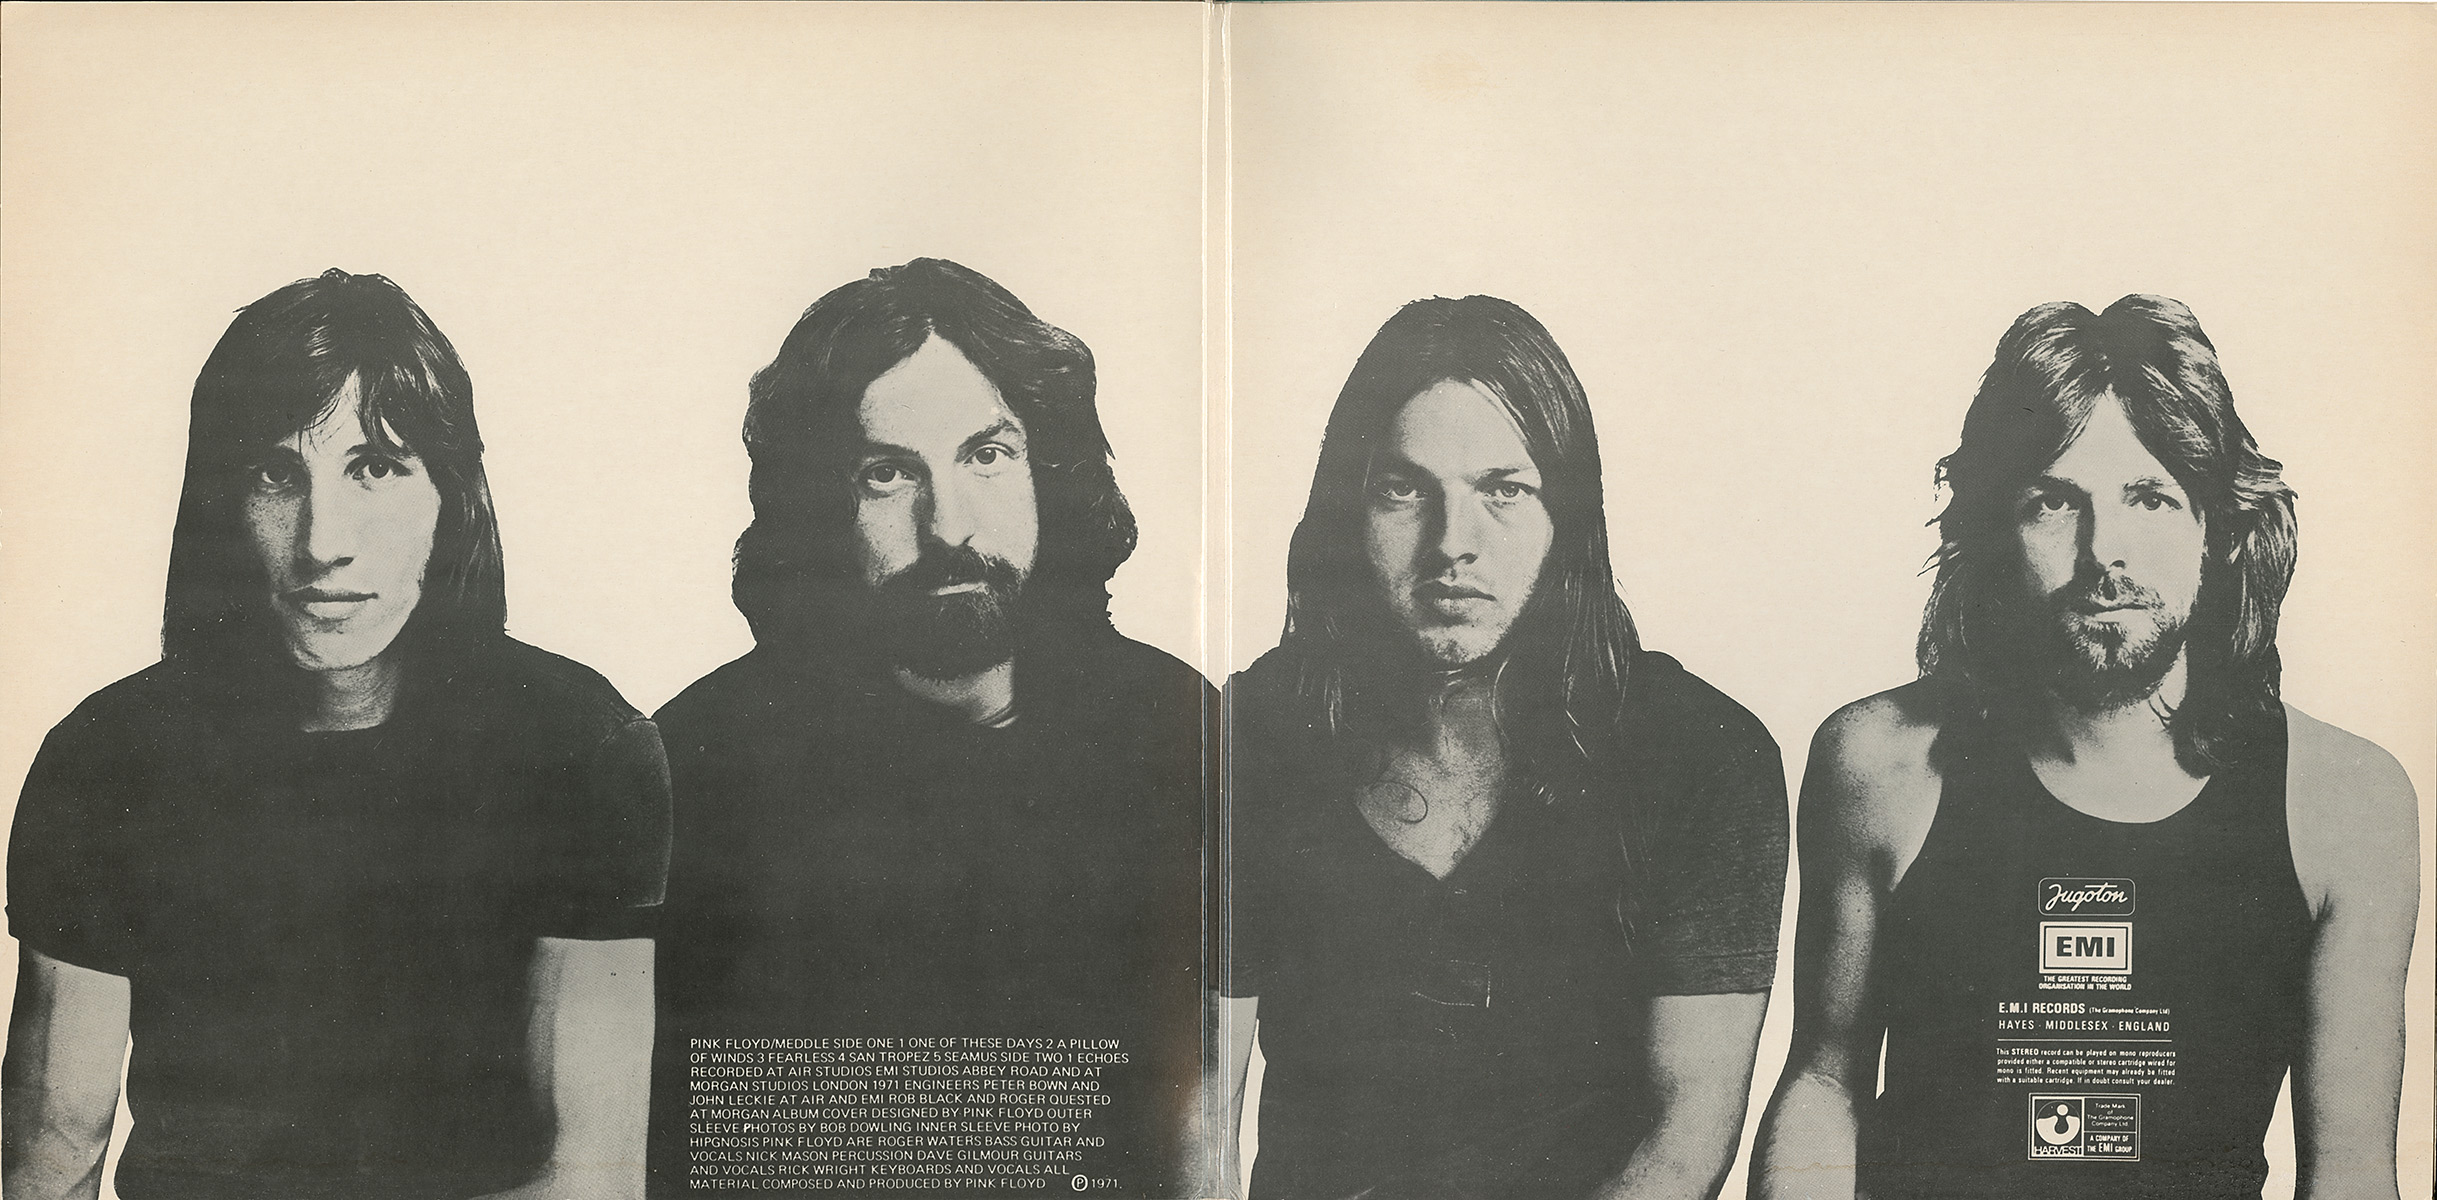 PINK FLOYD/MEDDLE SIDE ONE 1 ONE OF THESE DAYS 2 A PILLOW
OF WINDS 3 FEARLESS 4 SAN TROPEZ 5 SEAMUS SIDE TWO 1 ECHOES
RECORDED AT AIR STUDIOS EMI STUDIOS ABBEY ROAD AND AT
MORGAN STUDIOS LONDON 1971 ENGINEERS PETER BOWN AND
JOHN LECKIE AT AIR AND EMI ROB BLACK AND ROGER QUESTED
AT MORGAN ALBUM COVER DESIGNED BY PINK FLOYD OUTER
SLEEVE PHOTOS BY BOB DOWLING INNER SLEEVE PHOTO BY
HIPGNOSIS PINK FLOYD ARE ROGER WATERS BASS GUITAR AND
VOCALS NICK MASON PERCUSSION DAVE GILMOUR GUITARS
AND VOCALS RICK WRIGHT KEYBOARDS AND VOCALS ALL
MATERIAL COMPOSED AND PRODUCED BY PINK FLOYD ℗ 1971.
Jugoton
EMI
THE GREATEST RECORDING
ORGANISATION IN THE WORLD
E.M.I RECORDS (The Gramophone Company Ltd)
HAYES · MIDDLESEX · ENGLAND
This STEREO record can be played on mono reproducers
provided either a compatible or stereo cartridge wired for
mono is fitted. Recent equipment may already be fitted
with a suitable cartridge. If in doubt consult your dealer.
HARVEST
Trade Mark
of
The Gramophone
Company Ltd
A COMPANY OF
THE EMI GROUP